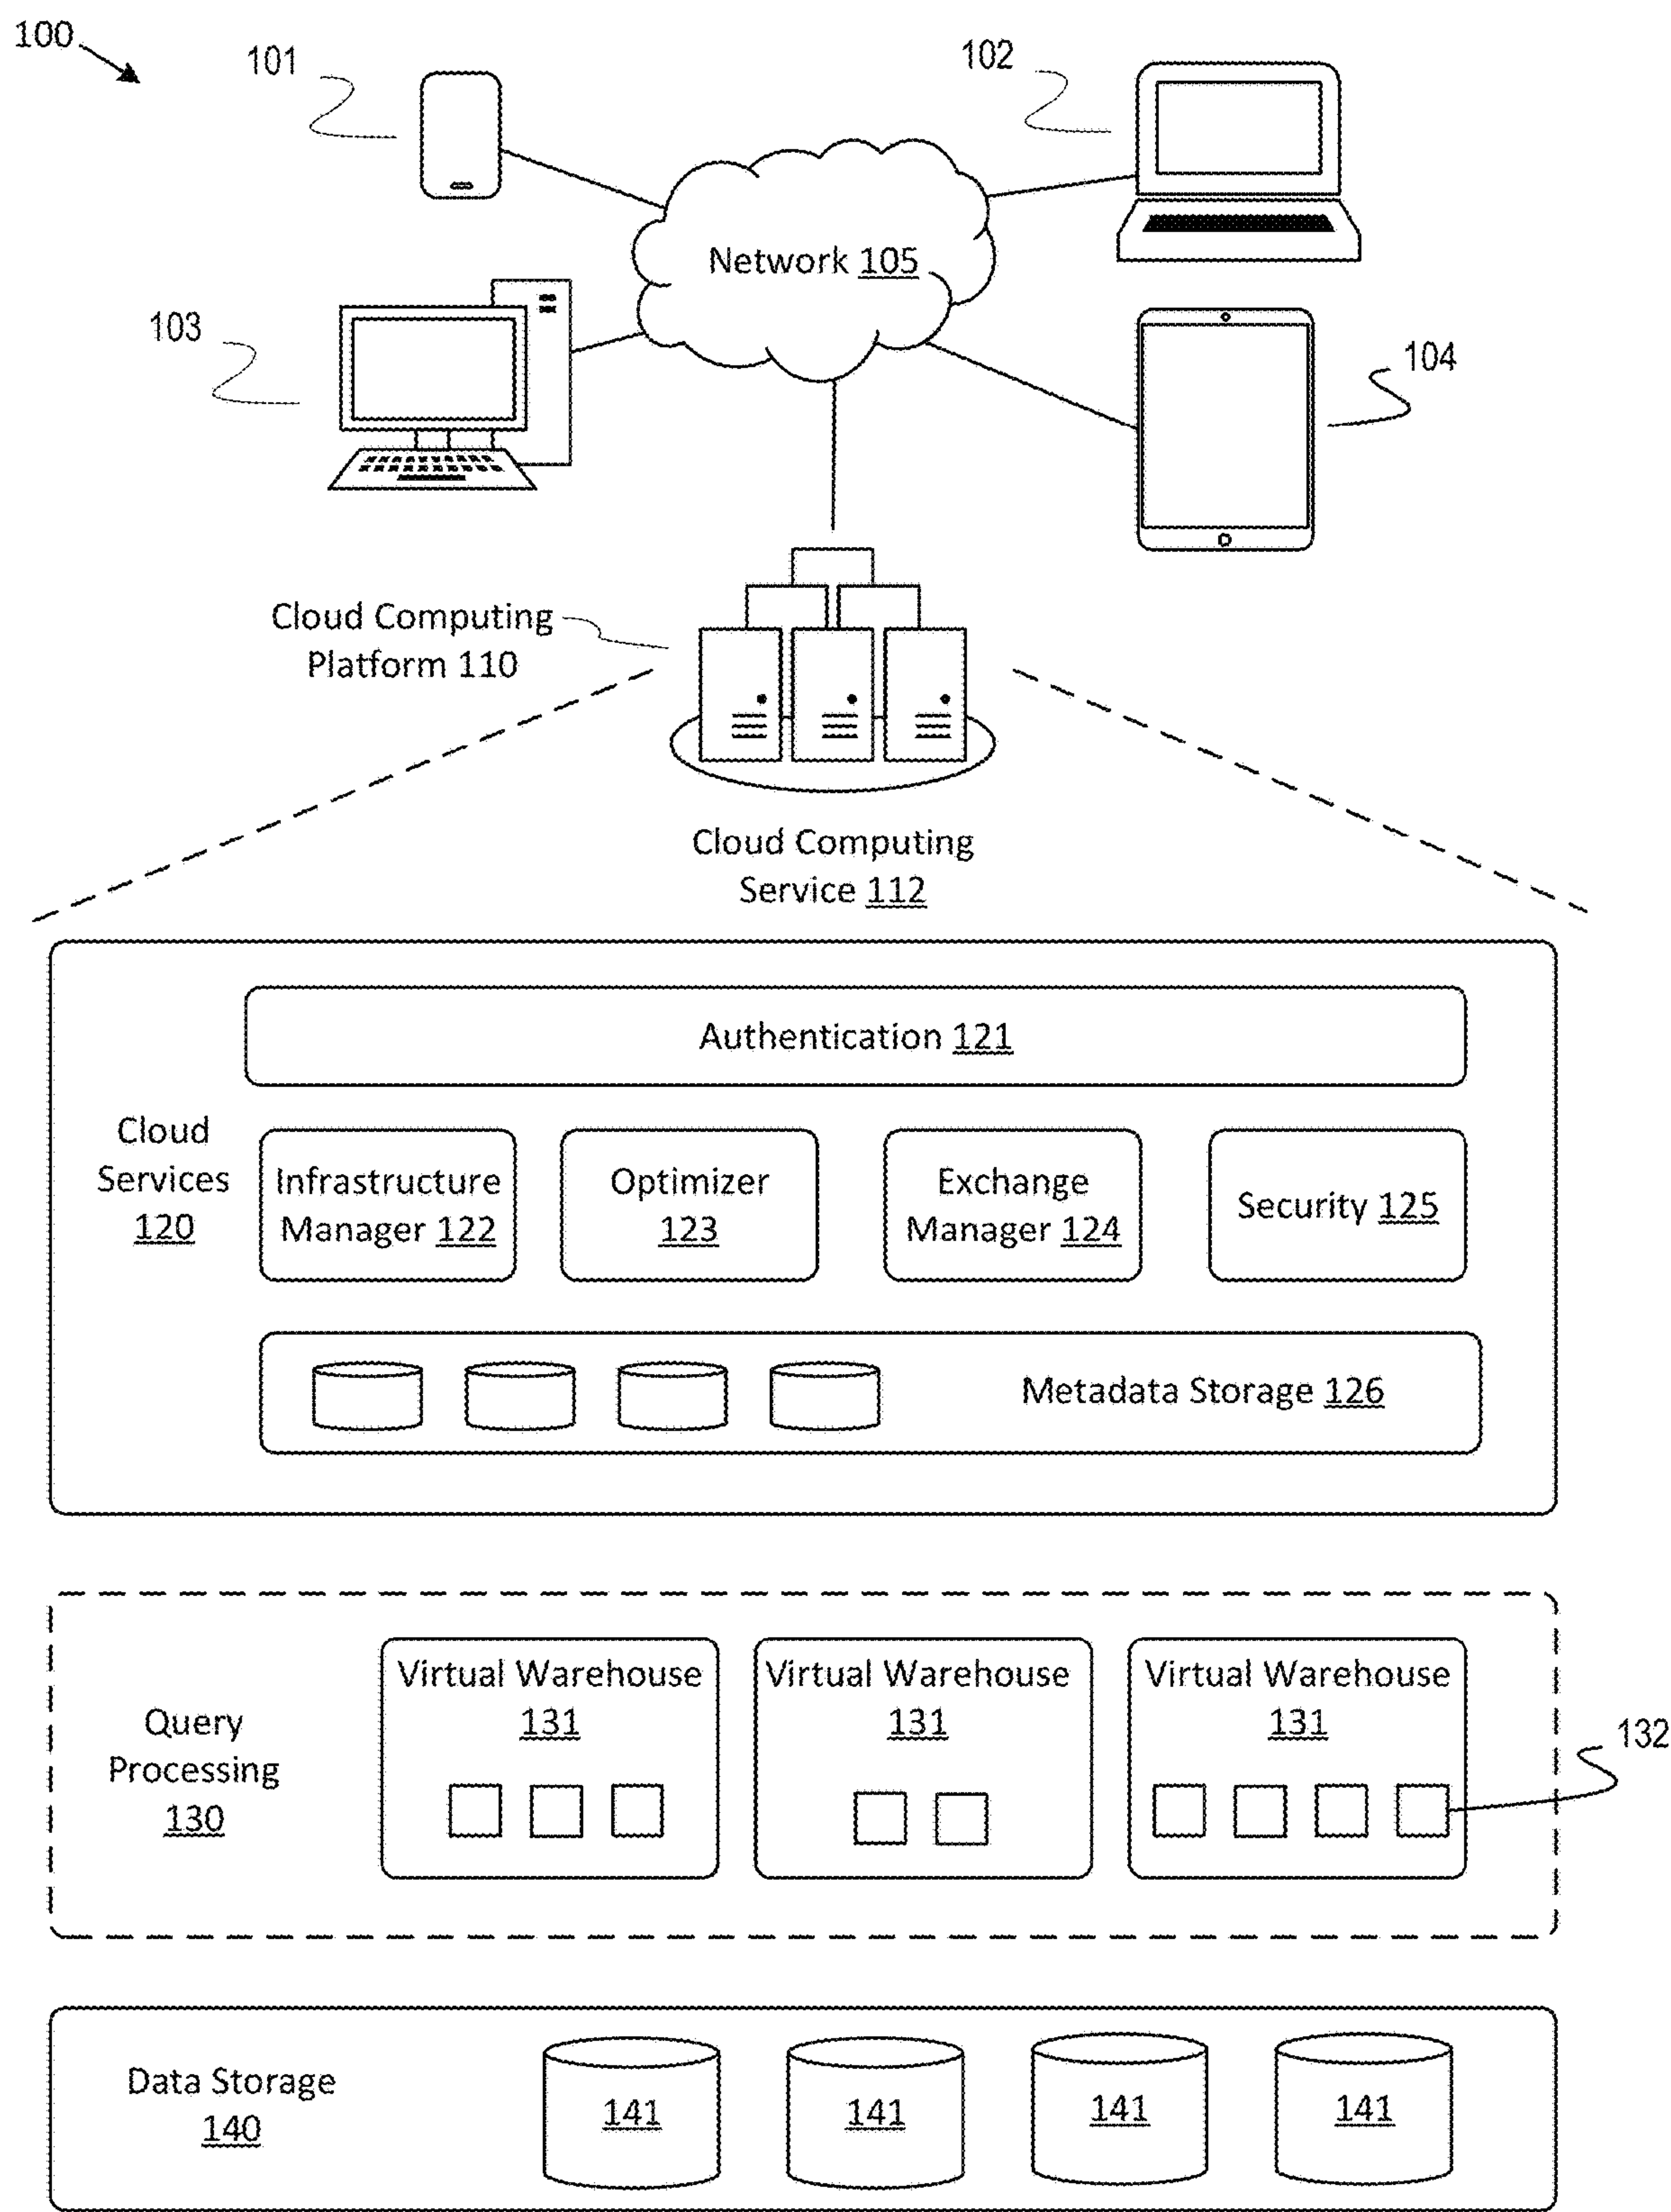 100
101
102
Network 105
103
104
Cloud Computing
Platform 110
Cloud Computing
Service 112
Authentication 121
Cloud
Services
120
Infrastructure
Manager 122
Optimizer
123
Exchange
Manager 124
Security 125
Metadata Storage 126
Query
Processing
130
Virtual Warehouse
131
Virtual Warehouse
131
Virtual Warehouse
131
132
Data Storage
140
141
141
141
141